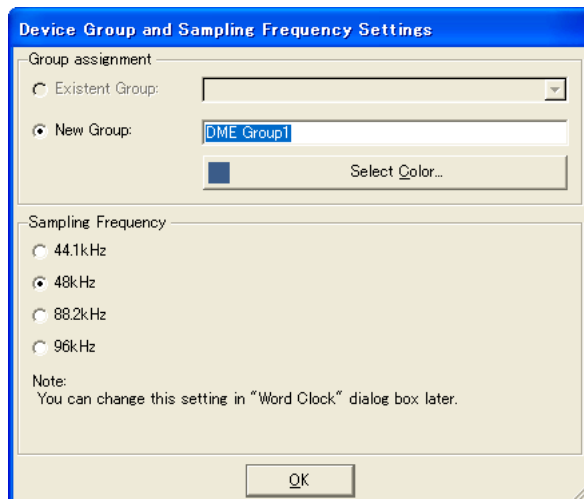 Device Group and Sampling Frequency Settings
Group assignment
Existent Group:
New Group:
DME Group1
Select Color...
Sampling Frequency
44.1kHz
48kHz
88.2kHz
96kHz
Note:
You can change this setting in "Word Clock" dialog box later.
OK